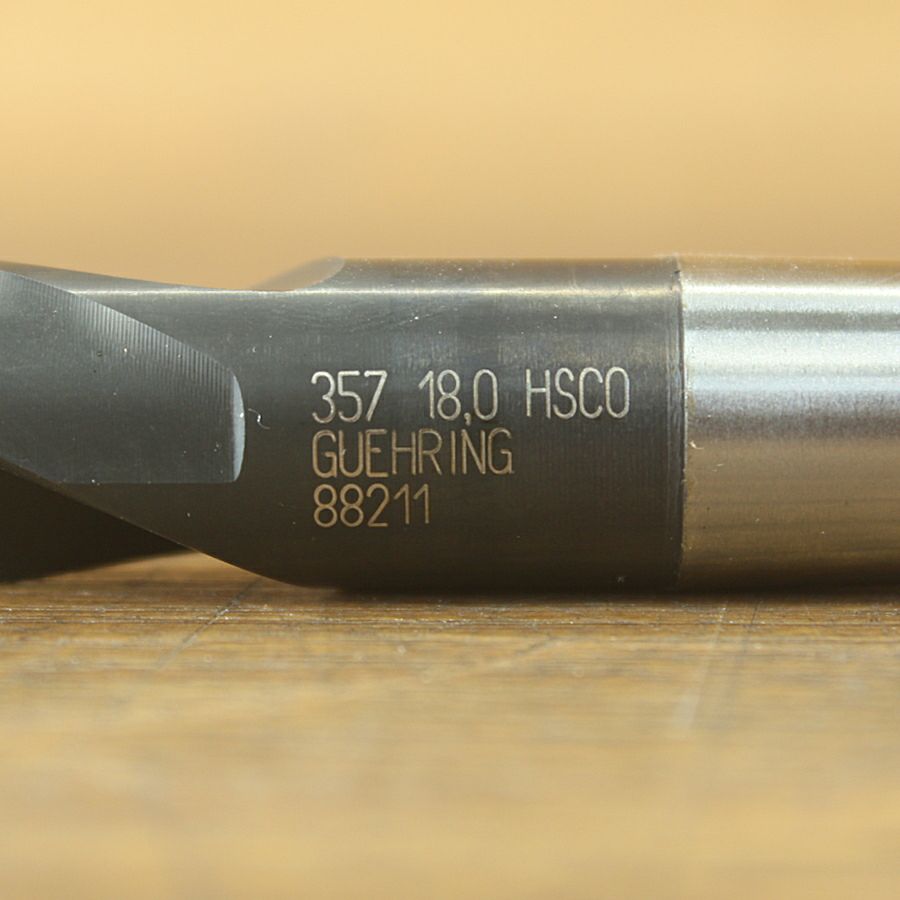 357 18,0 HSCO
GUEHRING
88211